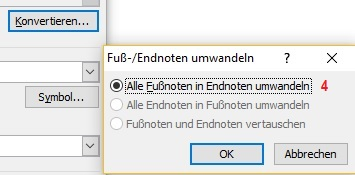 Konvertieren...
Fuß-/Endnoten umwandeln
Alle Fußnoten in Endnoten umwandeln 4
Symbol...
Alle Endnoten in Fußnoten umwandeln
Fußnoten und Endnoten vertauschen
OK Abbrechen